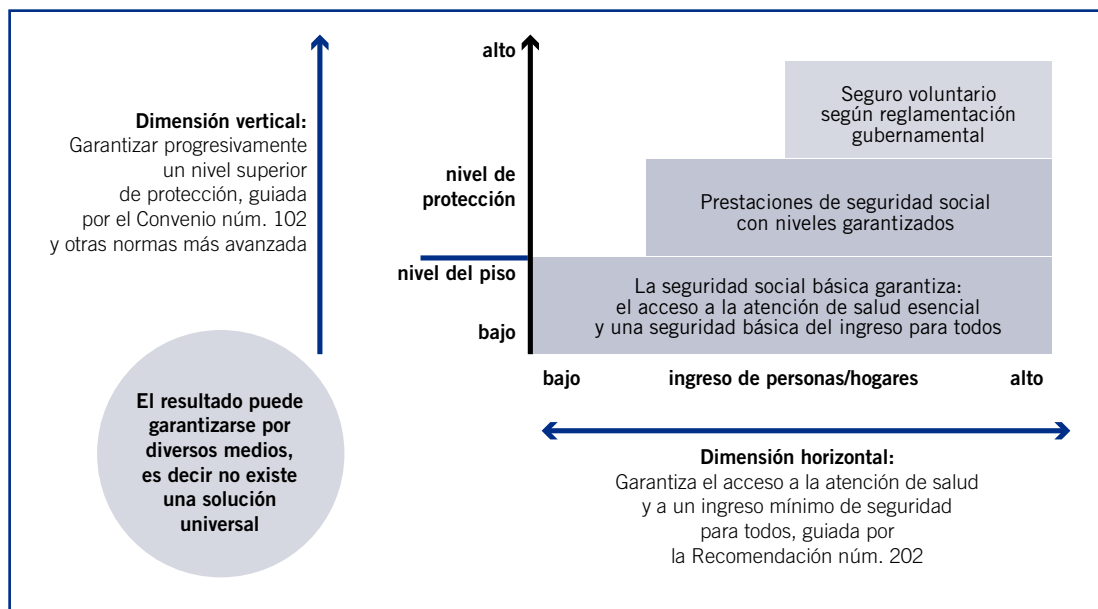 Dimensión vertical:
Garantizar progresivamente
un nivel superior
de protección, guiada
por el Convenio núm. 102
y otras normas más avanzada
El resultado puede
garantizarse por
diversos medios,
es decir no existe
una solución
universal
alto
nivel de
protección
nivel del piso
bajo
Seguro voluntario
según reglamentación
gubernamental
Prestaciones de seguridad social
con niveles garantizados
La seguridad social básica garantiza:
el acceso a la atención de salud esencial
y una seguridad básica del ingreso para todos
bajo ingreso de personas/hogares alto
Dimensión horizontal:
Garantiza el acceso a la atención de salud
y a un ingreso mínimo de seguridad
para todos, guiada por
la Recomendación núm. 202